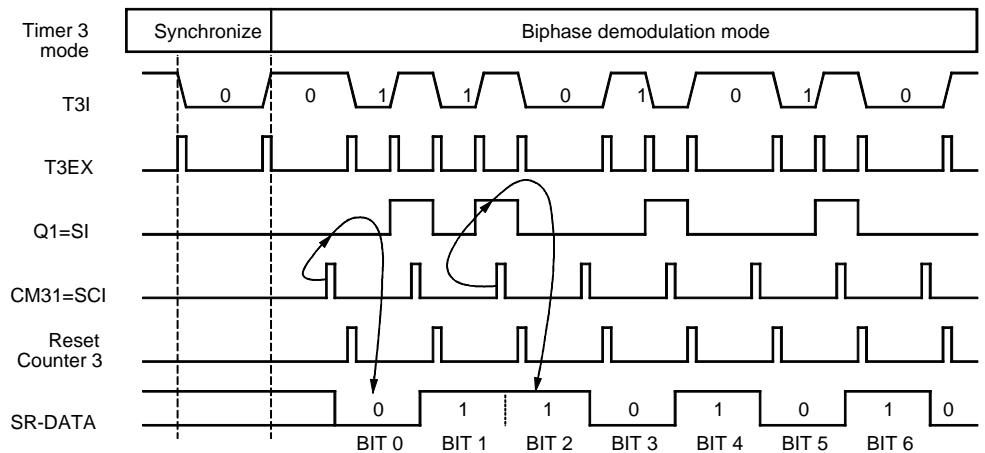 Timer 3
mode
Synchronize
Biphase demodulation mode
T3I
0 0 1 1 0 1 0 1 0
T3EX
Q1=SI
CM31=SCI
Reset
Counter 3
SR-DATA
0 1 1 0 1 0 1 0
BIT 0 BIT 1 BIT 2 BIT 3 BIT 4 BIT 5 BIT 6